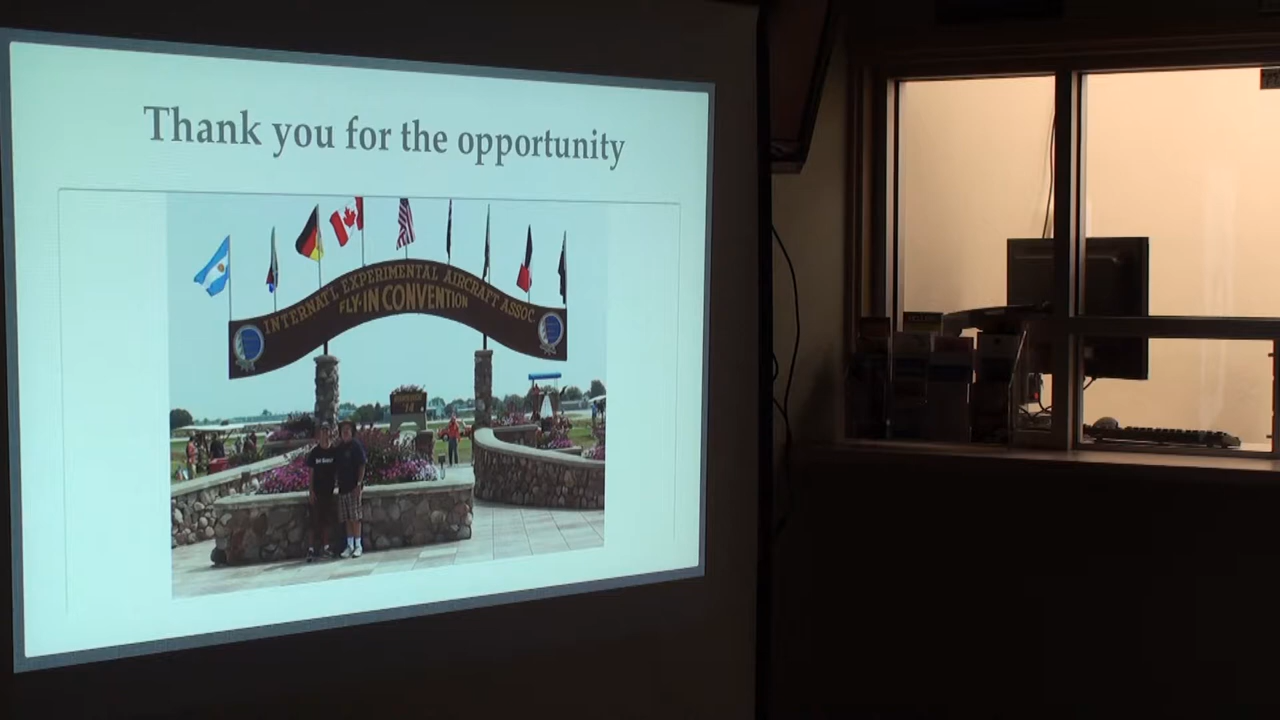 Thank you for the opportunity
INTERNAT'L EXPERIMENTAL AIRCRAFT ASSOC.
FLY-IN CONVENTION